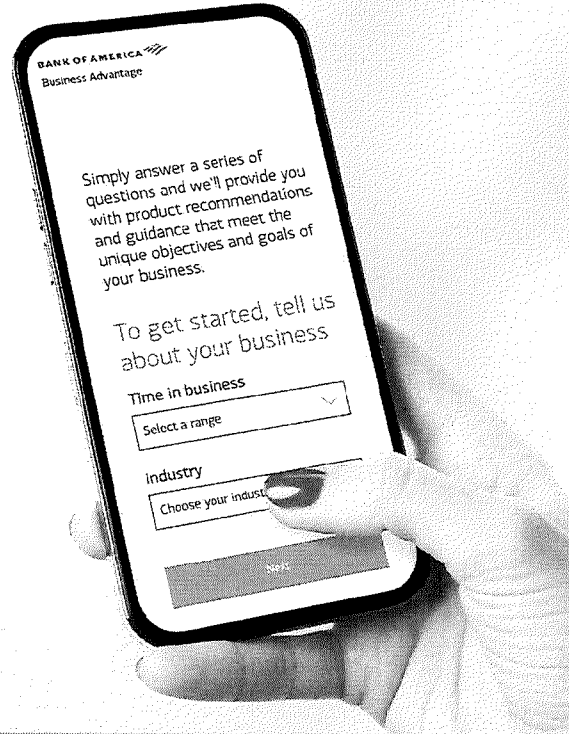 BANK OF AMERICA
Business Advantage
Simply answer a series of
questions and we'll provide you
with product recommendations
and guidance that meet the
unique objectives and goals of
your business.
To get started, tell us
about your business
Time in business
Select a range
Industry
Choose your indust
Next